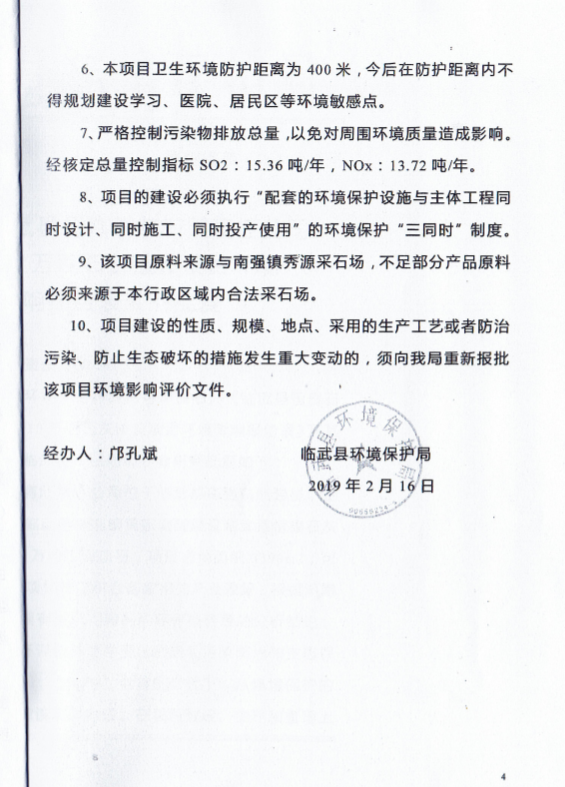 6、本项目卫生环境防护距离为 400 米，今后在防护距离内不
得规划建设学习、医院、居民区等环境敏感点。
7、严格控制污染物排放总量，以免对周围环境质量造成影响。
经核定总量控制指标 SO2：15.36 吨/年，NOx：13.72 吨/年。
8、项目的建设必须执行“配套的环境保护设施与主体工程同
时设计、同时施工、同时投产使用”的环境保护“三同时”制度。
9、该项目原料来源与南强镇秀源采石场，不足部分产品原料
必须来源于本行政区域内合法采石场。
10、项目建设的性质、规模、地点、采用的生产工艺或者防治
污染、防止生态破坏的措施发生重大变动的，须向我局重新报批
该项目环境影响评价文件。
经办人：邝孔斌
临武县环境保护局
2019 年 2 月 16 日
临武县环境保护局
4